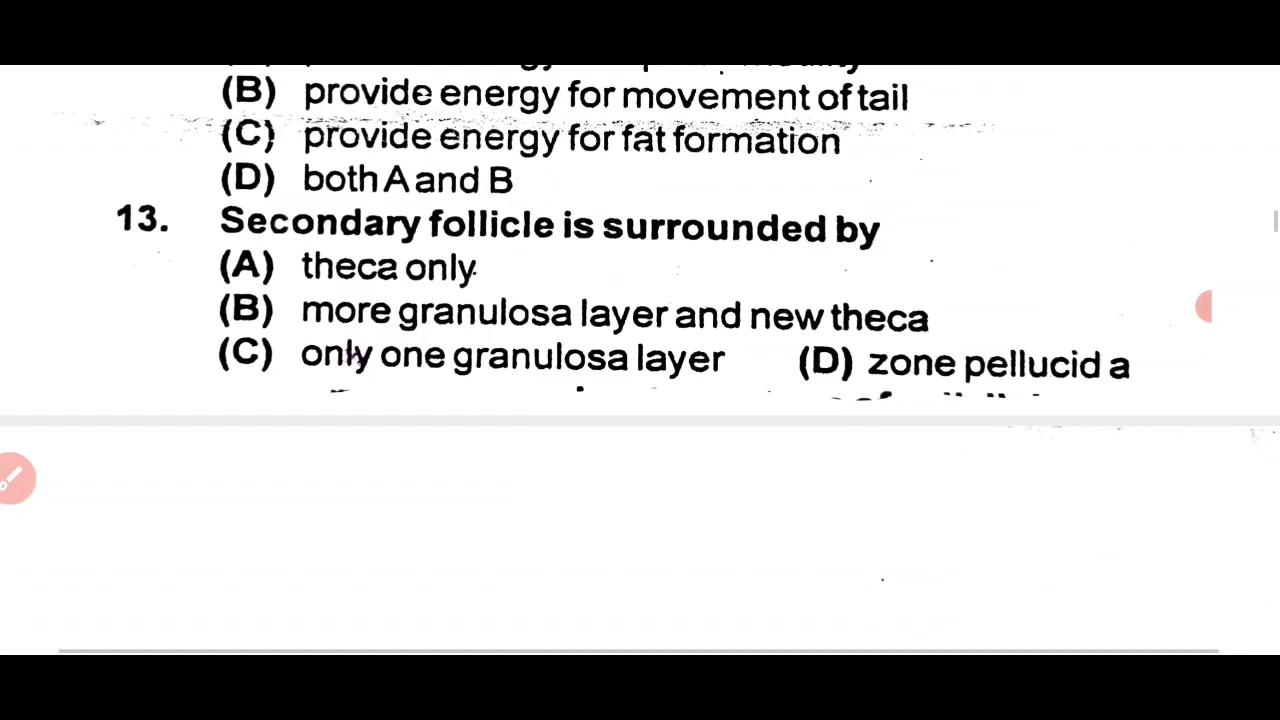 (B) provide energy for movement of tail
(C) provide energy for fat formation
(D) both A and B
13. Secondary follicle is surrounded by
(A) theca only
(B) more granulosa layer and new theca
(C) only one granulosa layer (D) zone pellucid a